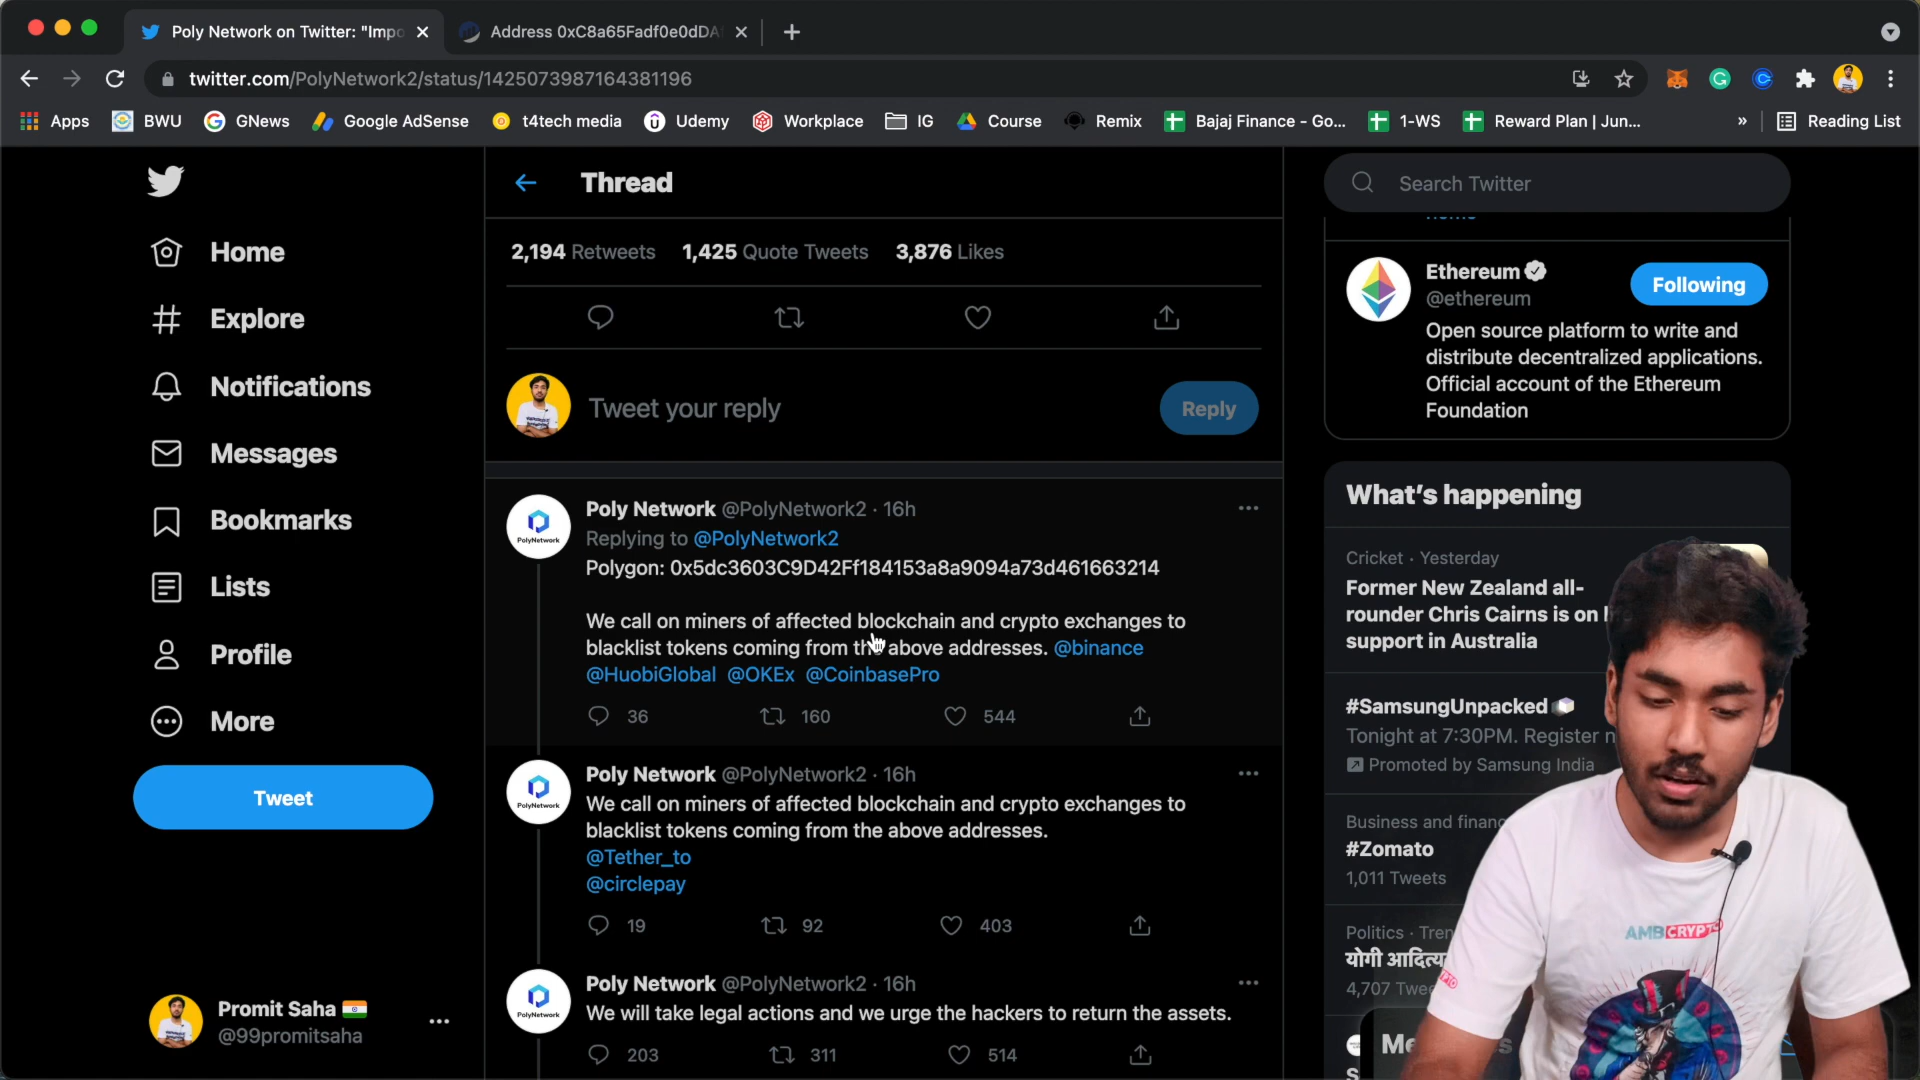 Poly Network on Twitter: "Impo
Address 0xC8a65Fadf0e0dDA
twitter.com/PolyNetwork2/status/1425073987164381196
Apps
BWU
GNews
Google AdSense
t4tech media
Udemy
Workplace
IG
Course
Remix
Bajaj Finance - Go...
1-WS
Reward Plan | Jun...
»
Reading List
Home
Explore
Notifications
Messages
Bookmarks
Lists
Profile
More
Tweet
Promit Saha
@99promitsaha
Thread
2,194 Retweets 1,425 Quote Tweets 3,876 Likes
Tweet your reply
Reply
Poly Network @PolyNetwork2 · 16h
Replying to @PolyNetwork2
Polygon: 0x5dc3603C9D42Ff184153a8a9094a73d461663214
We call on miners of affected blockchain and crypto exchanges to
blacklist tokens coming from the above addresses. @binance
@HuobiGlobal @OKEx @CoinbasePro
36 160 544
PolyNetwork
Poly Network @PolyNetwork2 · 16h
We call on miners of affected blockchain and crypto exchanges to
blacklist tokens coming from the above addresses.
@Tether_to
@circlepay
19 92 403
PolyNetwork
Poly Network @PolyNetwork2 · 16h
We will take legal actions and we urge the hackers to return the assets.
203 311 514
PolyNetwork
Search Twitter
Ethereum
@ethereum
Following
Open source platform to write and
distribute decentralized applications.
Official account of the Ethereum
Foundation
What's happening
Cricket · Yesterday
Former New Zealand all-
rounder Chris Cairns is on
support in Australia
#SamsungUnpacked
Tonight at 7:30PM. Register
Promoted by Samsung India
Business and financ
#Zomato
1,011 Tweets
Politics · Tren
योगी आदित्य
4,707 Twee
AMBCRYPTO